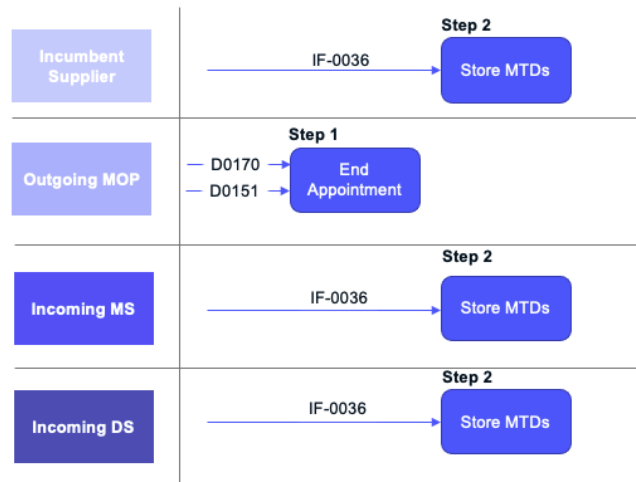 Step 2
Incumbent
Supplier
IF-0036
Store MTDs
Step 1
Outgoing MOP
D0170
D0151
End
Appointment
Step 2
Incoming MS
IF-0036
Store MTDs
Step 2
Incoming DS
IF-0036
Store MTDs